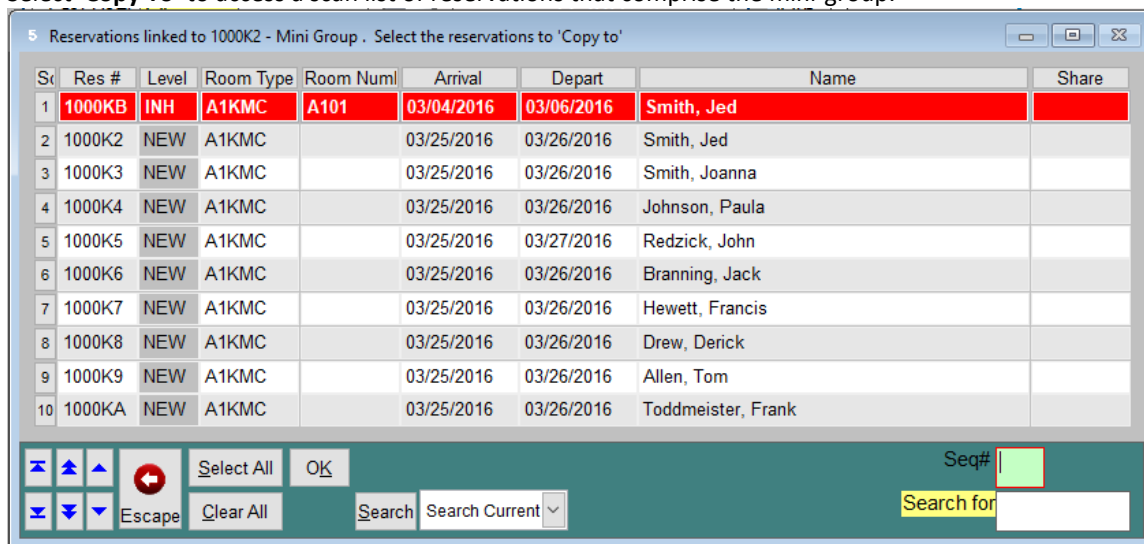 Select "Copy To" to access a scan list of reservations that comprise the mini-group.
5 Reservations linked to 1000K2 - Mini Group . Select the reservations to 'Copy to'
Sc Res # Level Room Type Room Numl Arrival Depart Name Share
1 1000KB INH A1KMC A101 03/04/2016 03/06/2016 Smith, Jed
2 1000K2 NEW A1KMC 03/25/2016 03/26/2016 Smith, Jed
3 1000K3 NEW A1KMC 03/25/2016 03/26/2016 Smith, Joanna
4 1000K4 NEW A1KMC 03/25/2016 03/26/2016 Johnson, Paula
5 1000K5 NEW A1KMC 03/25/2016 03/27/2016 Redzick, John
6 1000K6 NEW A1KMC 03/25/2016 03/26/2016 Branning, Jack
7 1000K7 NEW A1KMC 03/25/2016 03/26/2016 Hewett, Francis
8 1000K8 NEW A1KMC 03/25/2016 03/26/2016 Drew, Derick
9 1000K9 NEW A1KMC 03/25/2016 03/26/2016 Allen, Tom
10 1000KA NEW A1KMC 03/25/2016 03/26/2016 Toddmeister, Frank
Select All OK Seq#
Escape Clear All Search Search Current Search for